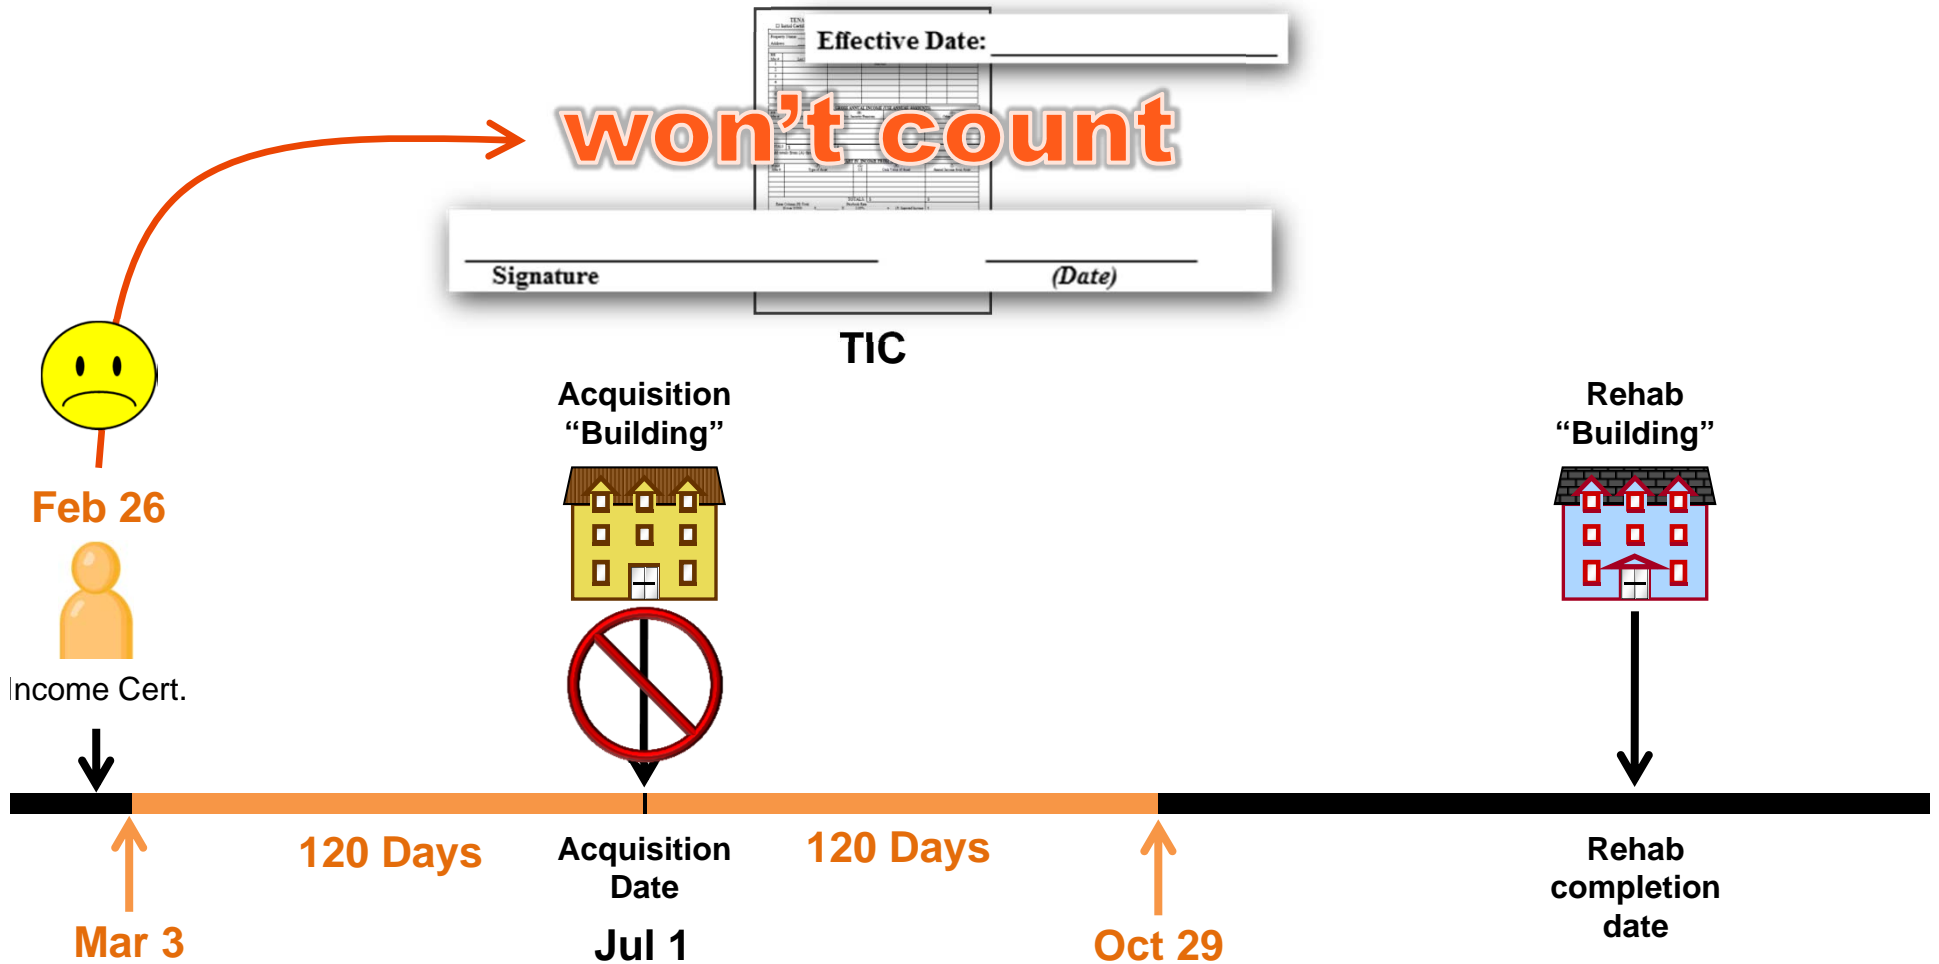 Effective Date:
won't count
Signature
(Date)
TIC
Acquisition
“Building”
Rehab
“Building”
Feb 26
Income Cert.
120 Days
Acquisition
Date
120 Days
Rehab
completion
date
Mar 3
Jul 1
Oct 29